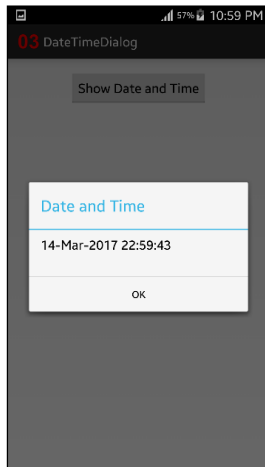 57% 10:59 PM
03 DateTimeDialog
Show Date and Time
Date and Time
14-Mar-2017 22:59:43
OK